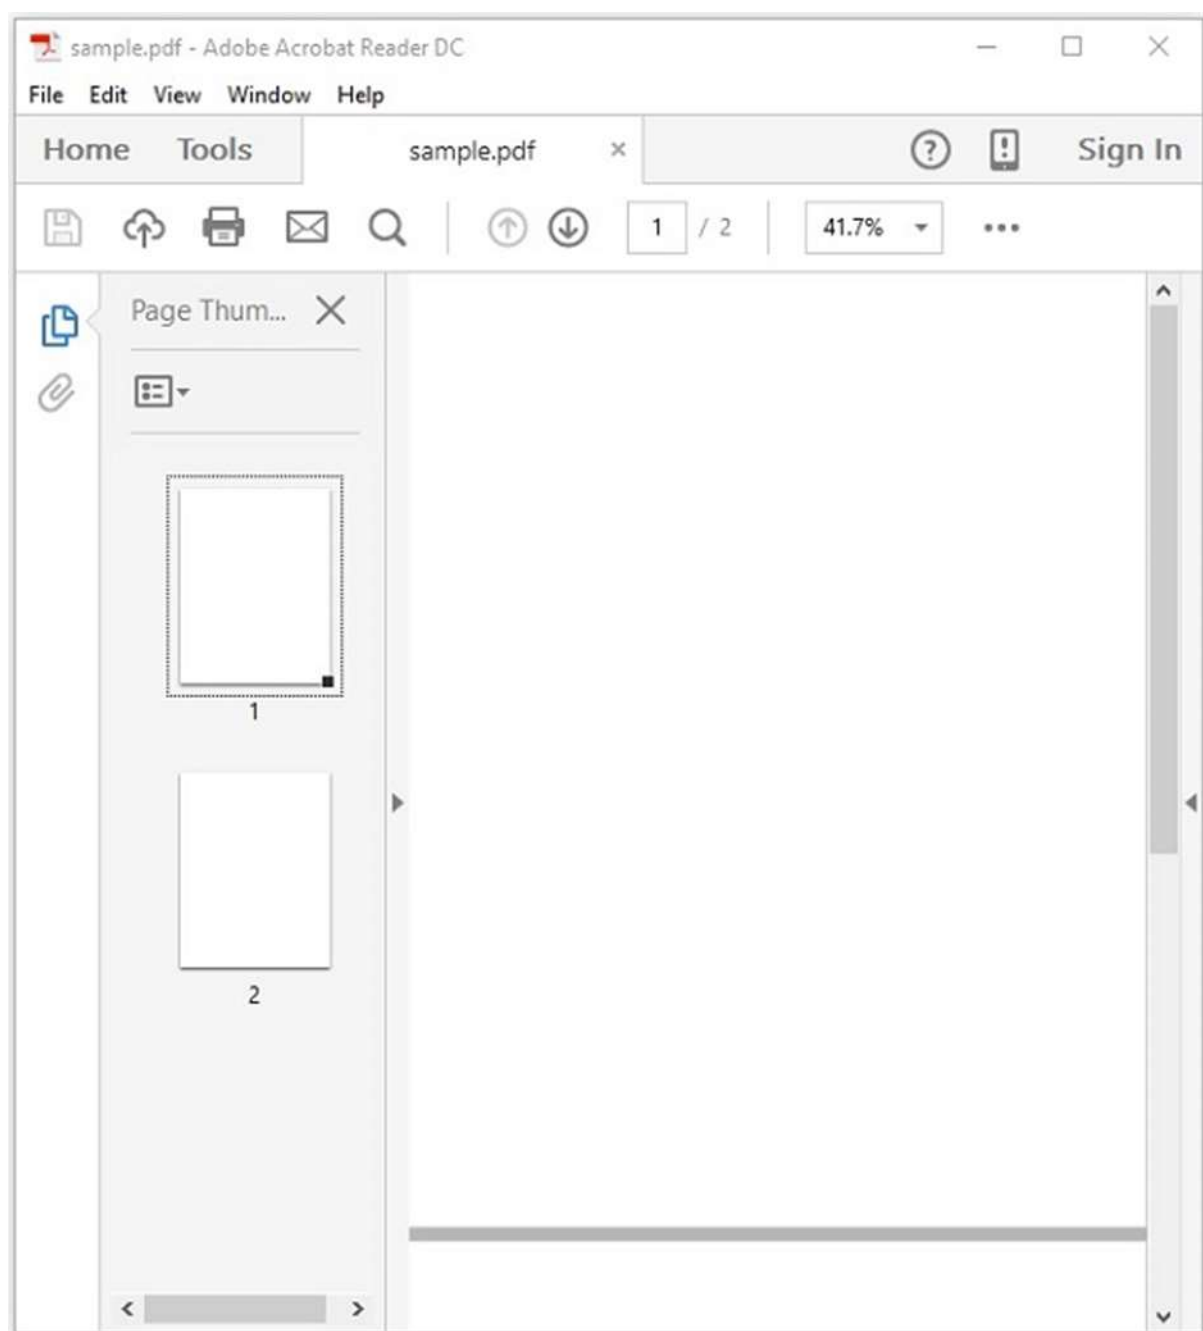 sample.pdf - Adobe Acrobat Reader DC
File Edit View Window Help
Home Tools sample.pdf × ? ! Sign In
1 / 2 41.7% •••
Page Thum...
1
2